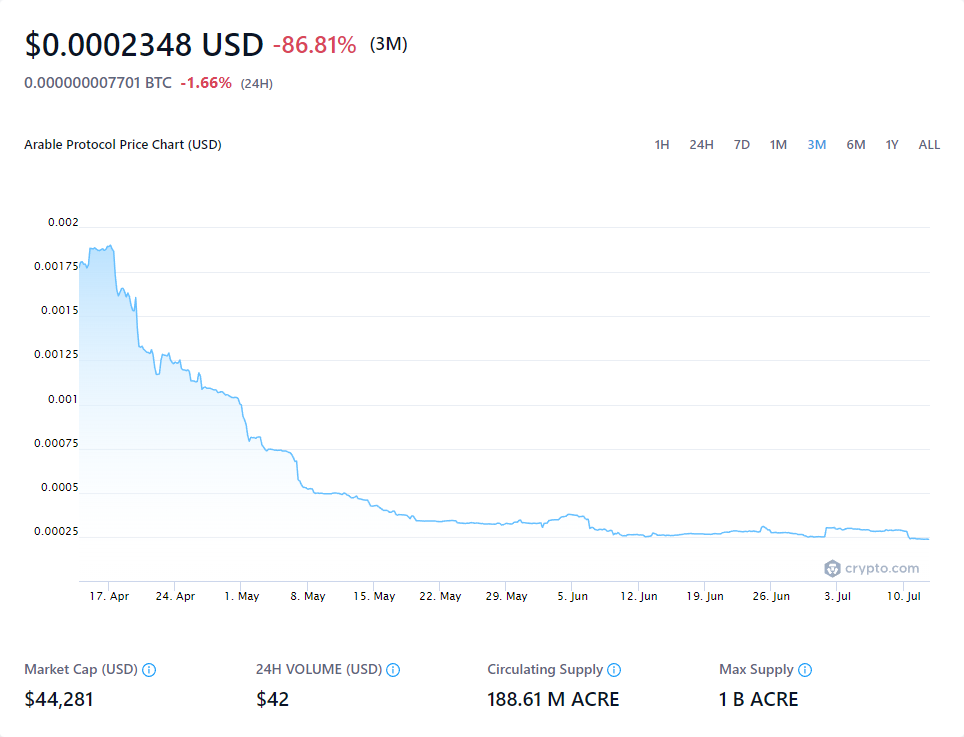 $0.0002348 USD -86.81% (3M)
0.000000007701 BTC -1.66% (24H)
Arable Protocol Price Chart (USD) 1H 24H 7D 1M 3M 6M 1Y ALL
0.002
0.00175
0.0015
0.00125
0.001
0.00075
0.0005
0.00025
crypto.com
17. Apr 24. Apr 1. May 8. May 15. May 22. May 29. May 5. Jun 12. Jun 19. Jun 26. Jun 3. Jul 10. Jul
Market Cap (USD) 24H VOLUME (USD) Circulating Supply Max Supply
$44,281 $42 188.61 M ACRE 1 B ACRE